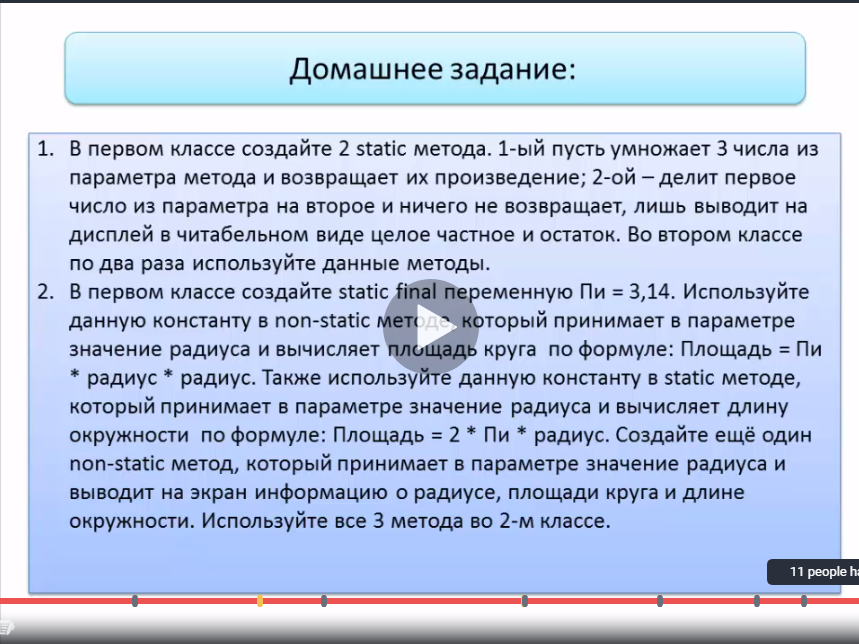 Домашнее задание:
1. В первом классе создайте 2 static метода. 1-ый пусть умножает 3 числа из
параметра метода и возвращает их произведение; 2-ой – делит первое
число из параметра на второе и ничего не возвращает, лишь выводит на
дисплей в читабельном виде целое частное и остаток. Во втором классе
по два раза используйте данные методы.
2. В первом классе создайте static final переменную Пи = 3,14. Используйте
данную константу в non-static методе, который принимает в параметре
значение радиуса и вычисляет площадь круга по формуле: Площадь = Пи
* радиус * радиус. Также используйте данную константу в static методе,
который принимает в параметре значение радиуса и вычисляет длину
окружности по формуле: Площадь = 2 * Пи * радиус. Создайте ещё один
non-static метод, который принимает в параметре значение радиуса и
выводит на экран информацию о радиусе, площади круга и длине
окружности. Используйте все 3 метода во 2-м классе.
11 people ha